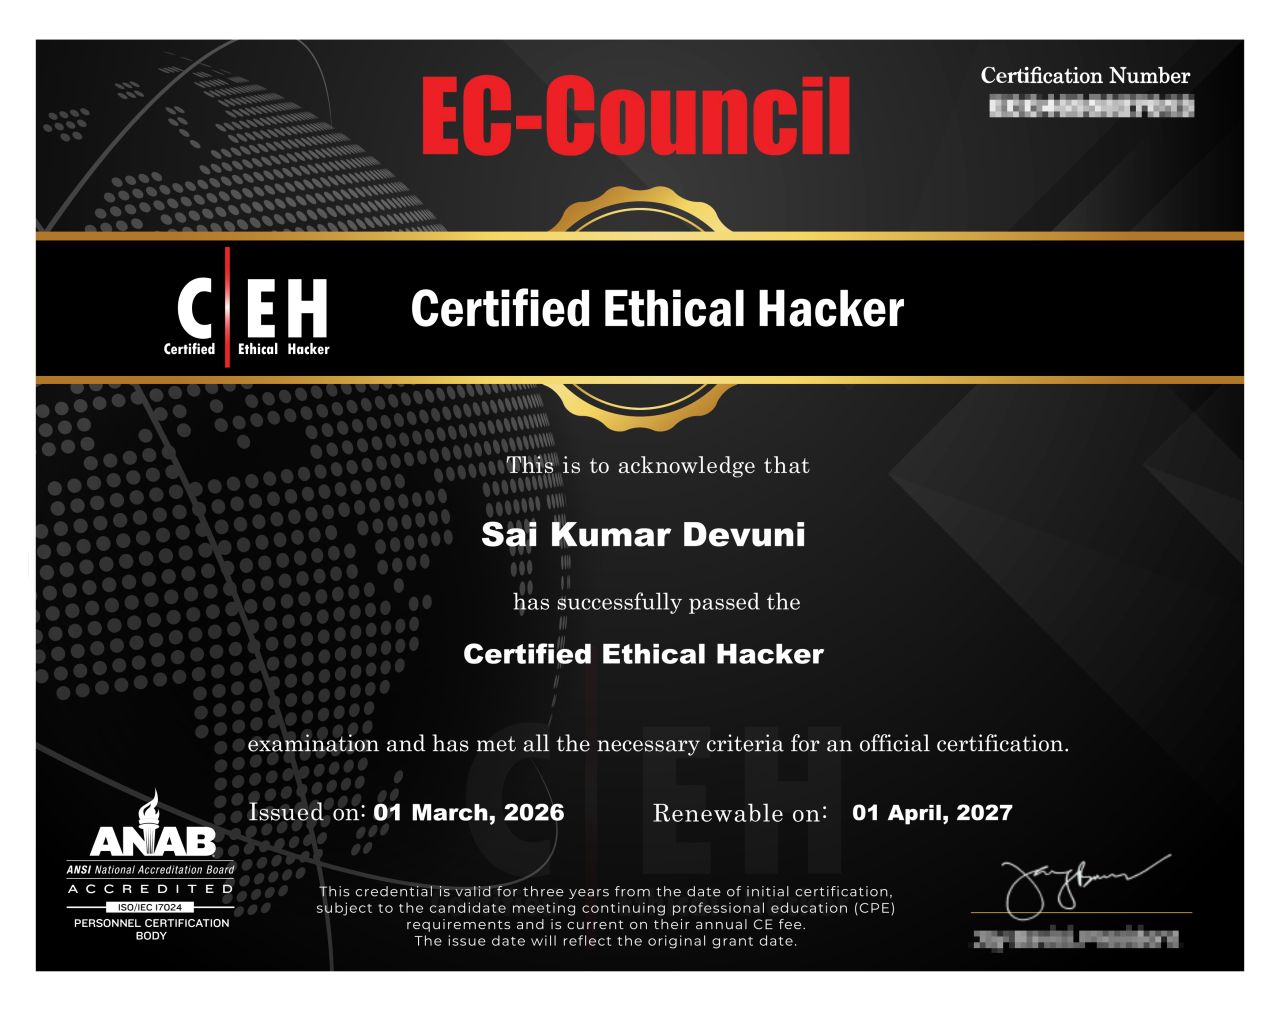 EC-Council
Certification Number
C EH
Certified Ethical Hacker
Certified Ethical Hacker
This is to acknowledge that
Sai Kumar Devuni
has successfully passed the
Certified Ethical Hacker
C EH
examination and has met all the necessary criteria for an official certification.
Issued on: 01 March, 2026
Renewable on: 01 April, 2027
ANAB
ANSI National Accreditation Board
ACCREDITED
ISO/IEC 17024
PERSONNEL CERTIFICATION
BODY
This credential is valid for three years from the date of initial certification,
subject to the candidate meeting continuing professional education (CPE)
requirements and is current on their annual CE fee.
The issue date will reflect the original grant date.